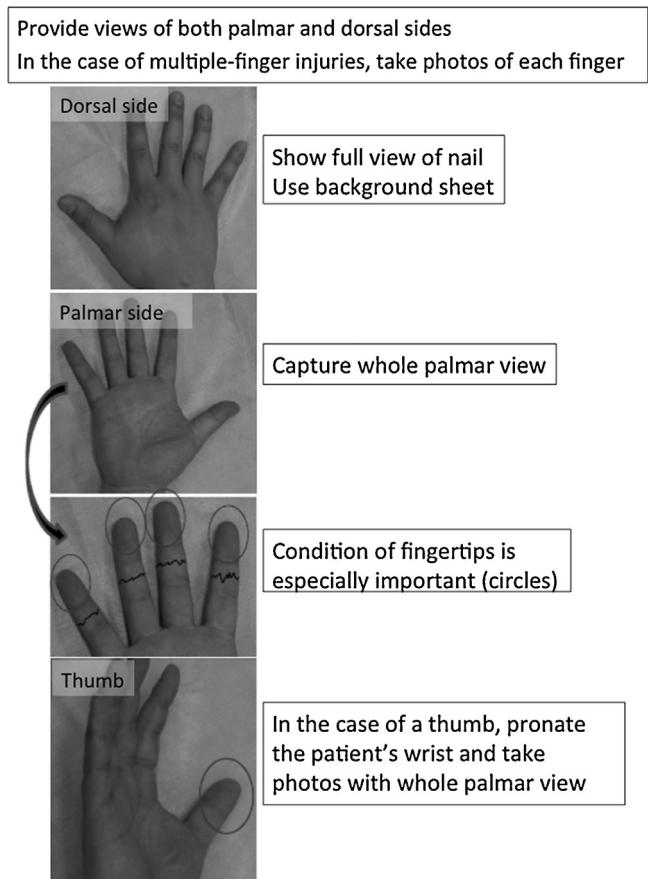 Provide views of both palmar and dorsal sides
In the case of multiple-finger injuries, take photos of each finger
Dorsal side
Show full view of nail
Use background sheet
Palmar side
Capture whole palmar view
Condition of fingertips is
especially important (circles)
Thumb
In the case of a thumb, pronate
the patient's wrist and take
photos with whole palmar view